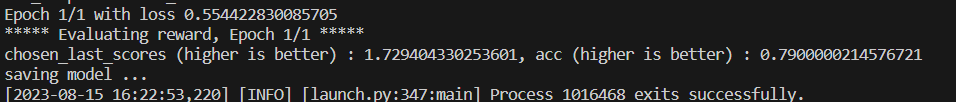 Epoch 1/1 with loss 0.554422830085705
***** Evaluating reward, Epoch 1/1 *****
chosen_last_scores (higher is better) : 1.729404330253601, acc (higher is better) : 0.7900000214576721
saving model ...
[2023-08-15 16:22:53,220] [INFO] [launch.py:347:main] Process 1016468 exits successfully.